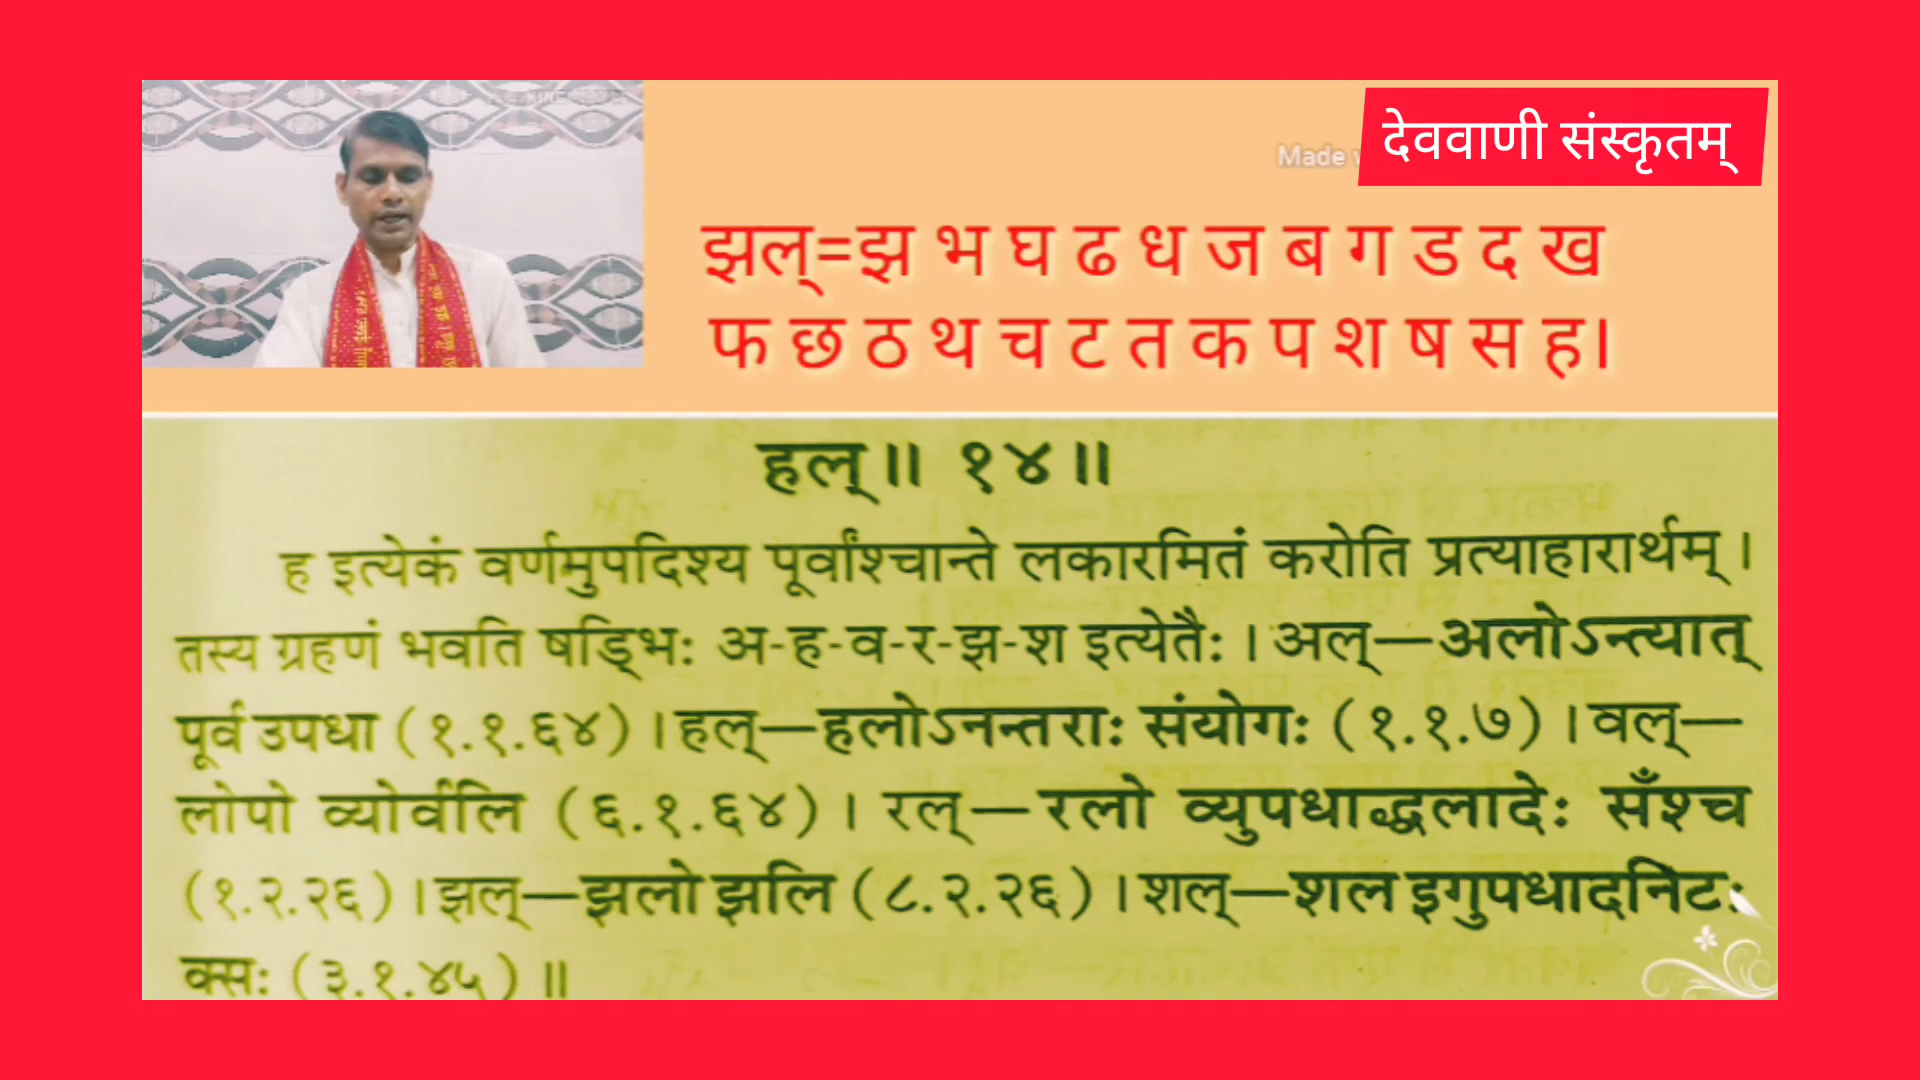 देववाणी संस्कृतम्
Made
झल्=झ भ घ ढ ध ज ब ग ड द ख
फ छ ठ थ च ट त क प श ष स ह।
हल्॥ १४॥
ह इत्येकं वर्णमुपदिश्य पूर्वांश्चान्ते लकारमितं करोति प्रत्याहारार्थम् ।
तस्य ग्रहणं भवति षड्भिः अ-ह-व-र-झ-श इत्येतैः । अल्—अलोऽन्त्यात्
पूर्व उपधा (१.१.६४) । हल्—हलोऽनन्तराः संयोगः (१.१.७) । वल्—
लोपो व्योर्वलि (६.१.६४) । रल्—रलो व्युपधाद्धलादेः सँश्च
(१.२.२६) । झल्—झलो झलि (८.२.२६) । शल्—शल इगुपधादनिटः
क्सः (३.१.४५) ॥